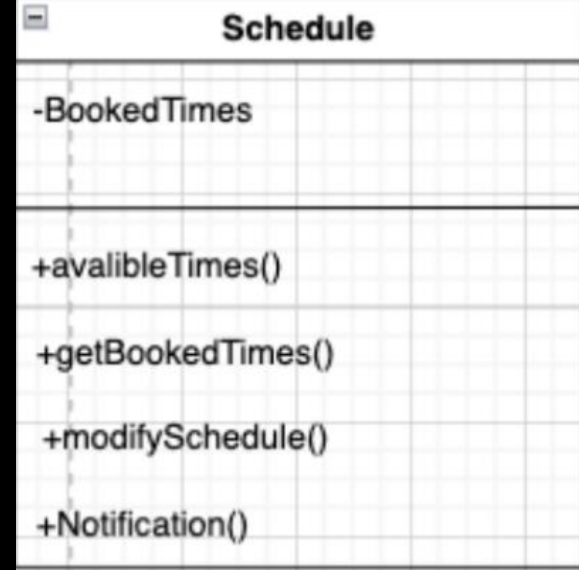 Schedule
-BookedTimes
+avalibleTimes()
+getBookedTimes()
+modifySchedule()
+Notification()